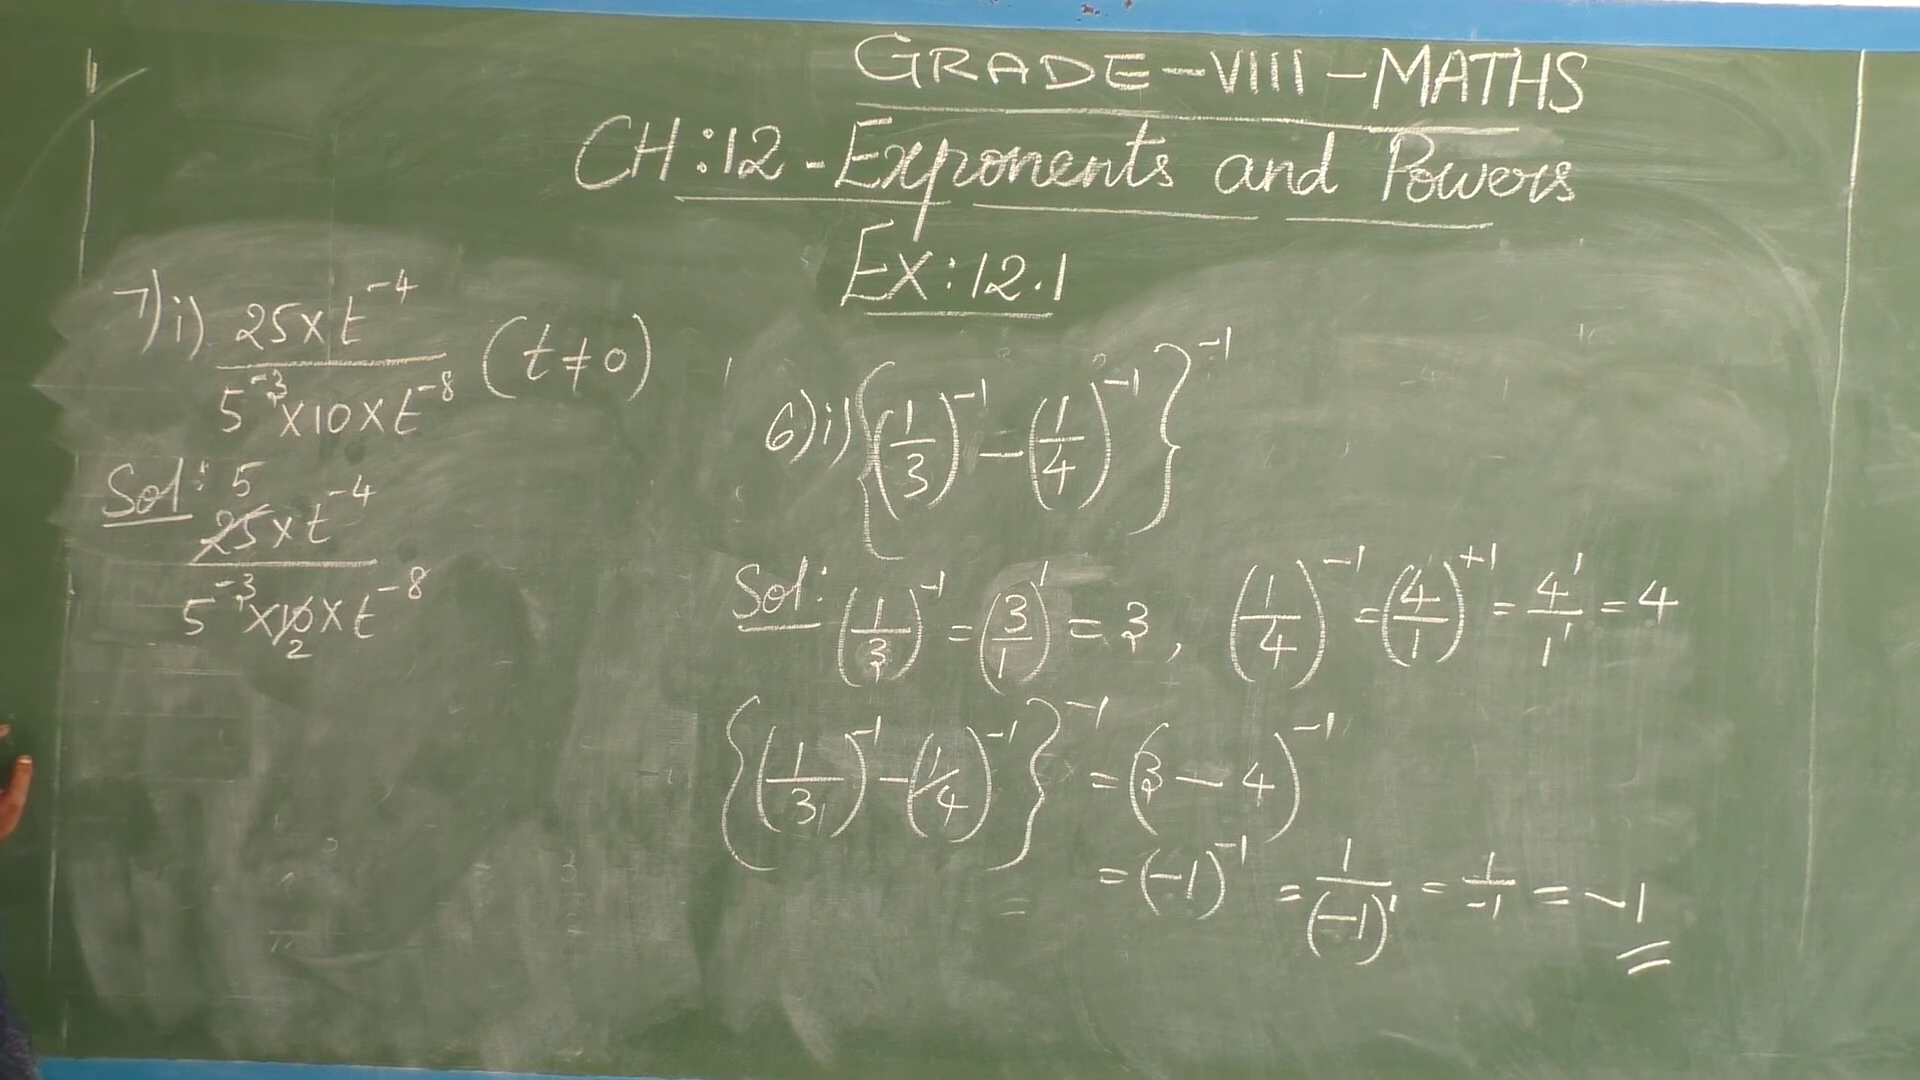 GRADE-VIII-MATHS
CH:12-Exponents and Powers
Ex:12.1
7)i) 25×t⁻⁴ / 5⁻³×10×t⁻⁸ (t≠0)
Sol: 5
25×t⁻⁴ / 5⁻³×10×t⁻⁸
2
6)i) {(1/3)⁻¹ - (1/4)⁻¹}⁻¹
Sol: (1/3)⁻¹ = (3/1)¹ = 3, (1/4)⁻¹ = (4/1)⁺¹ = 4¹/1¹ = 4
{(1/3)⁻¹ - (1/4)⁻¹}⁻¹ = (3 - 4)⁻¹
= (-1)⁻¹ = 1/(-1)¹ = 1/-1 = -1